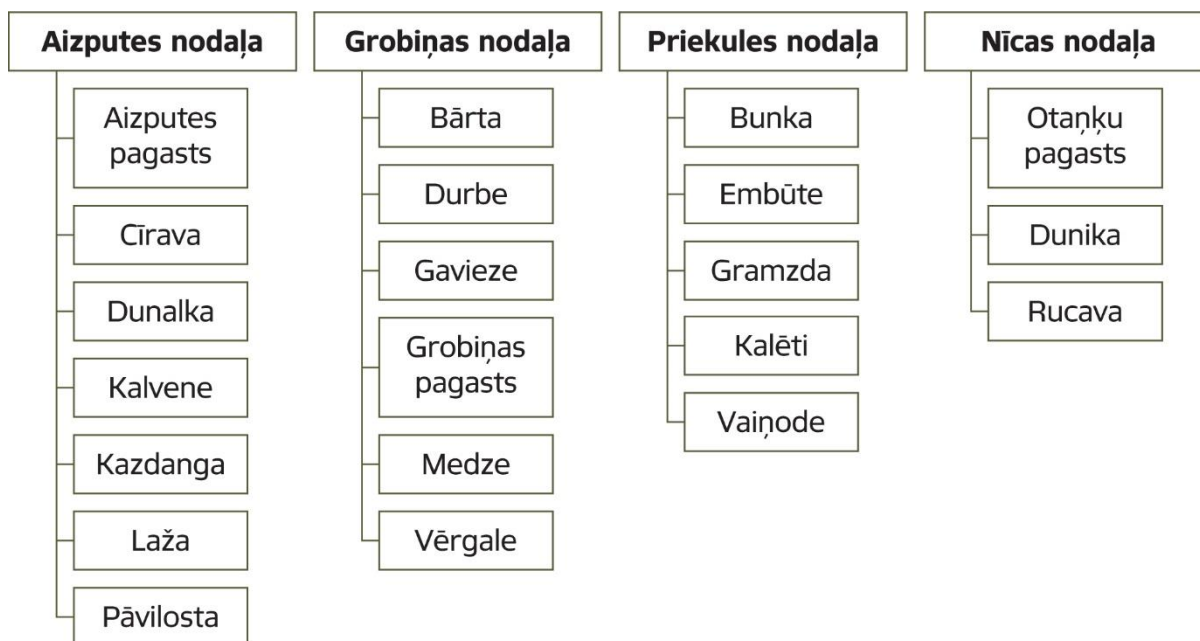 Aizputes nodaļa
Aizputes
pagasts
Cīrava
Dunalka
Kalvene
Kazdanga
Laža
Pāvilosta
Grobiņas nodaļa
Bārta
Durbe
Gavieze
Grobiņas
pagasts
Medze
Vērgale
Priekules nodaļa
Bunka
Embūte
Gramzda
Kalēti
Vaiņode
Nīcas nodaļa
Otaņķu
pagasts
Dunika
Rucava